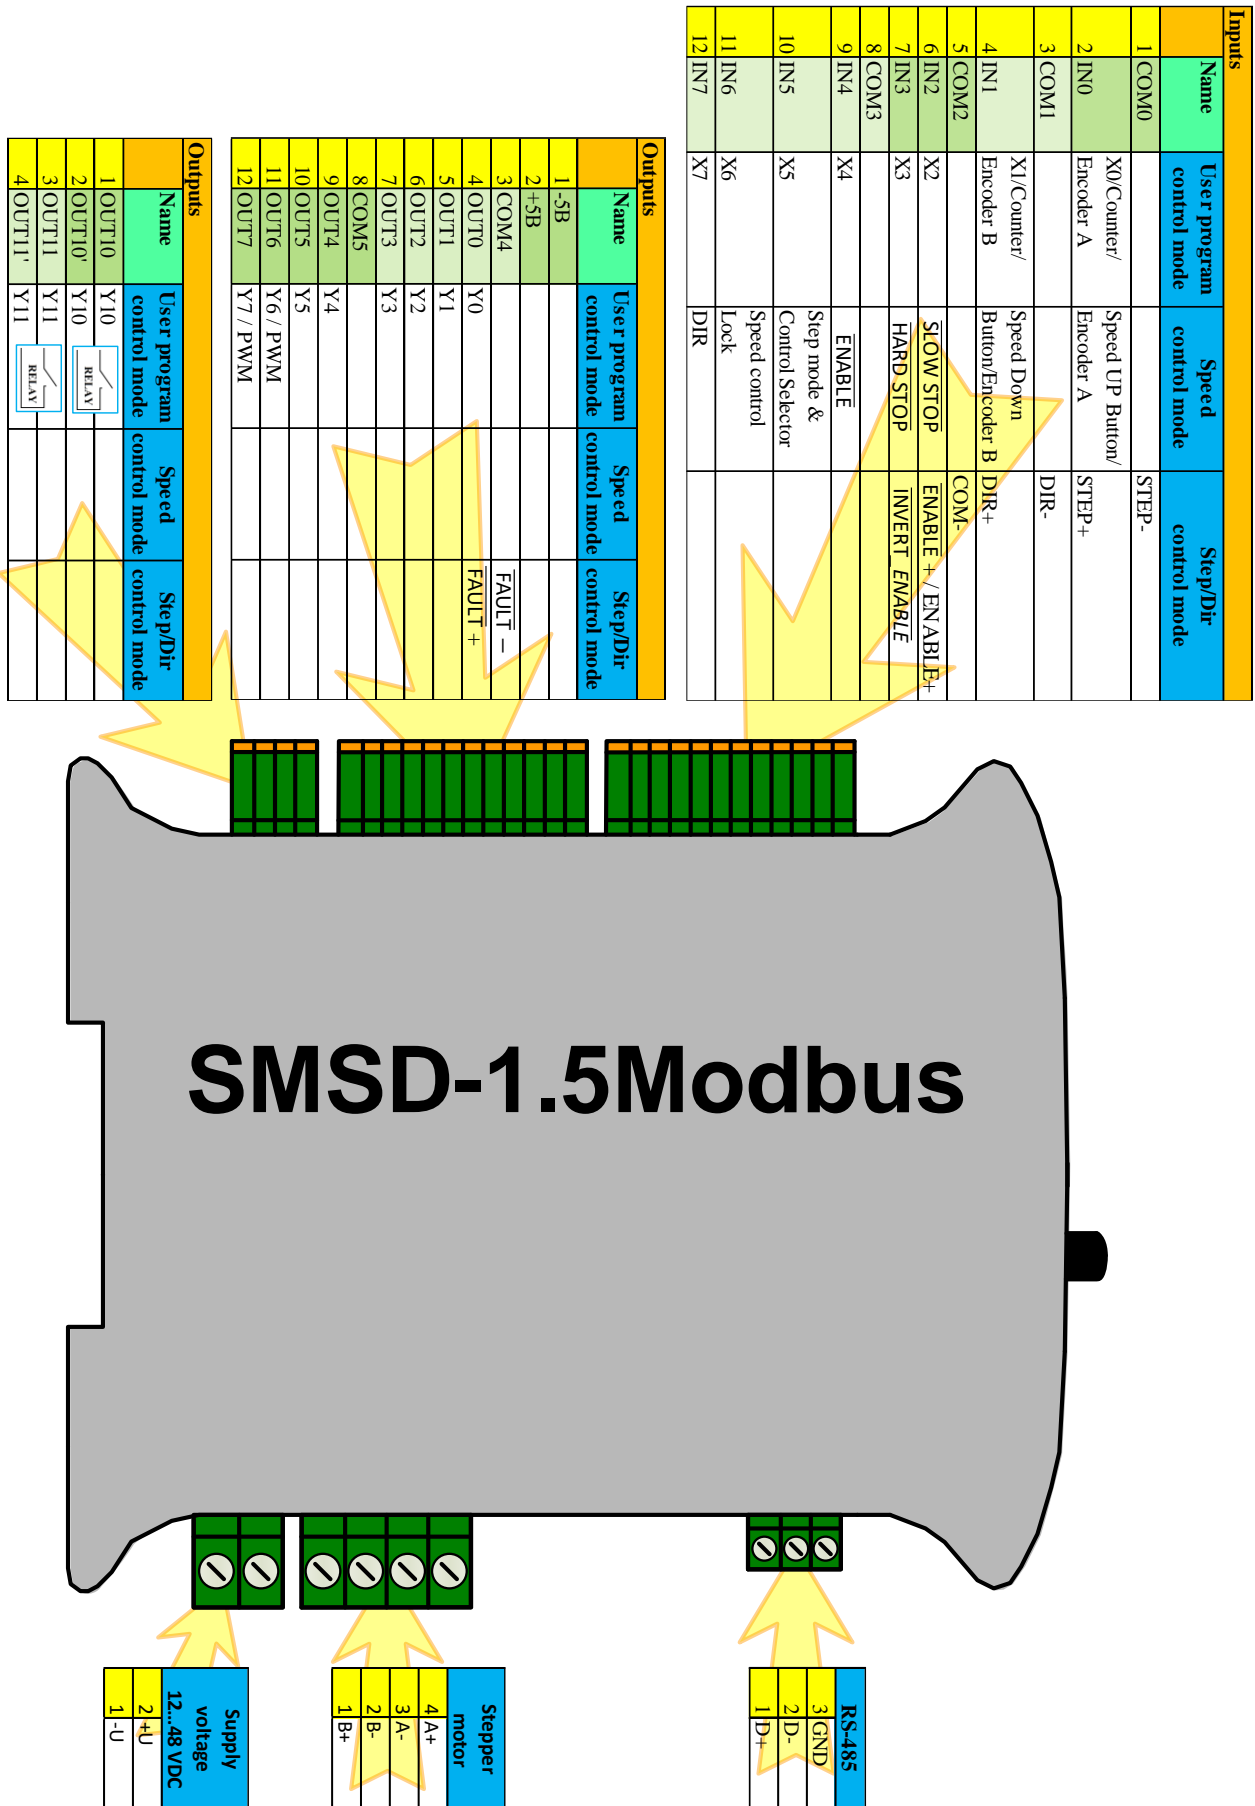 Inputs
Name
User program control mode
Speed control mode
Step/Dir control mode
1 COM0 STEP-
2 IN0 X0/Counter/ Encoder A Speed UP Button/ Encoder A STEP+
3 COM1 DIR-
4 IN1 X1/Counter/ Encoder B Speed Down Button/Encoder B DIR+
5 COM2 COM-
6 IN2 X2 SLOW STOP ENABLE + / ENABLE+
7 IN3 X3 HARD STOP INVERT_ENABLE
8 COM3
9 IN4 X4 ENABLE
10 IN5 X5 Step mode & Control Selector
11 IN6 X6 Speed control Lock
12 IN7 X7 DIR
Outputs
Name
User program control mode
Speed control mode
Step/Dir control mode
1 -5B
2 +5B
3 COM4 FAULT –
4 OUT0 Y0 FAULT +
5 OUT1 Y1
6 OUT2 Y2
7 OUT3 Y3
8 COM5
9 OUT4 Y4
10 OUT5 Y5
11 OUT6 Y6 / PWM
12 OUT7 Y7 / PWM
Outputs
Name
User program control mode
Speed control mode
Step/Dir control mode
1 OUT10 Y10
2 OUT10' Y10
RELAY
3 OUT11 Y11
4 OUT11' Y11
RELAY
SMSD-1.5Modbus
RS-485
3 GND
2 D-
1 D+
Stepper
motor
4 A+
3 A-
2 B-
1 B+
Supply
voltage
12...48 VDC
2 +U
1 -U